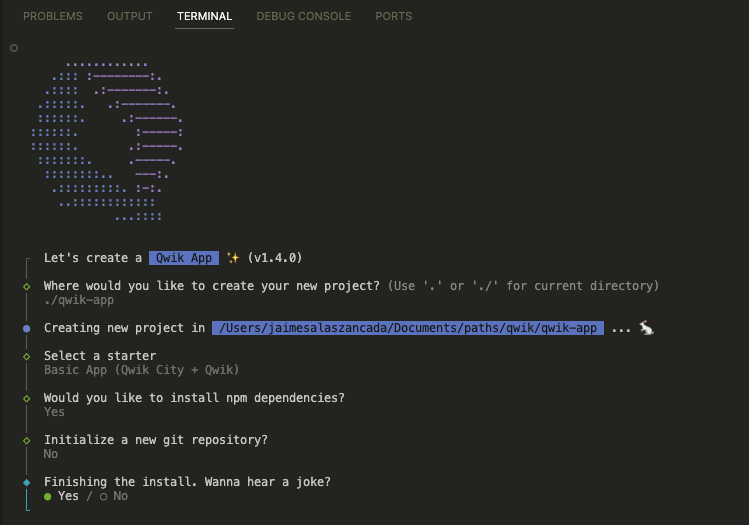 PROBLEMS OUTPUT TERMINAL DEBUG CONSOLE PORTS
Let's create a Qwik App ✨ (v1.4.0)
Where would you like to create your new project? (Use '.' or './' for current directory)
./qwik-app
Creating new project in /Users/jaimesalaszancada/Documents/paths/qwik/qwik-app ... 🐇
Select a starter
Basic App (Qwik City + Qwik)
Would you like to install npm dependencies?
Yes
Initialize a new git repository?
No
Finishing the install. Wanna hear a joke?
● Yes / ○ No